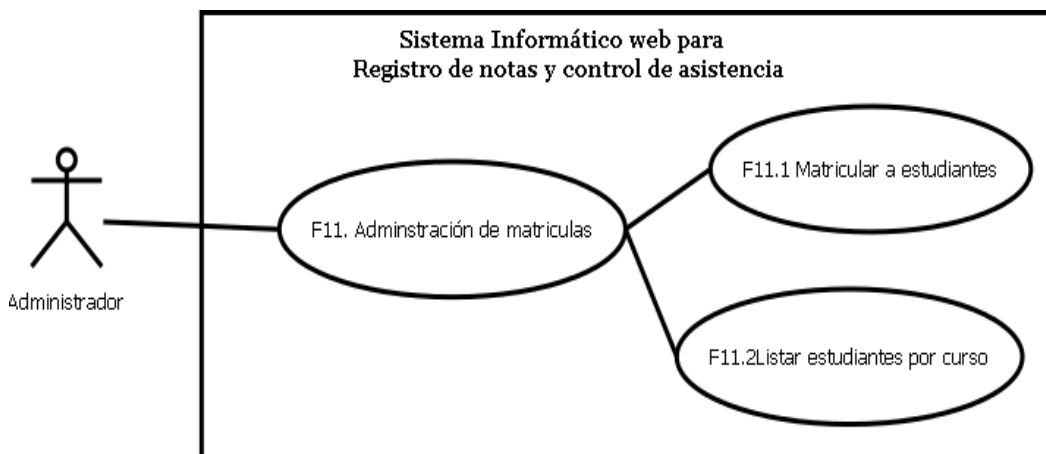 Sistema Informático web para
Registro de notas y control de asistencia
F11.1 Matricular a estudiantes
F11. Adminstración de matriculas
Administrador
F11.2Listar estudiantes por curso